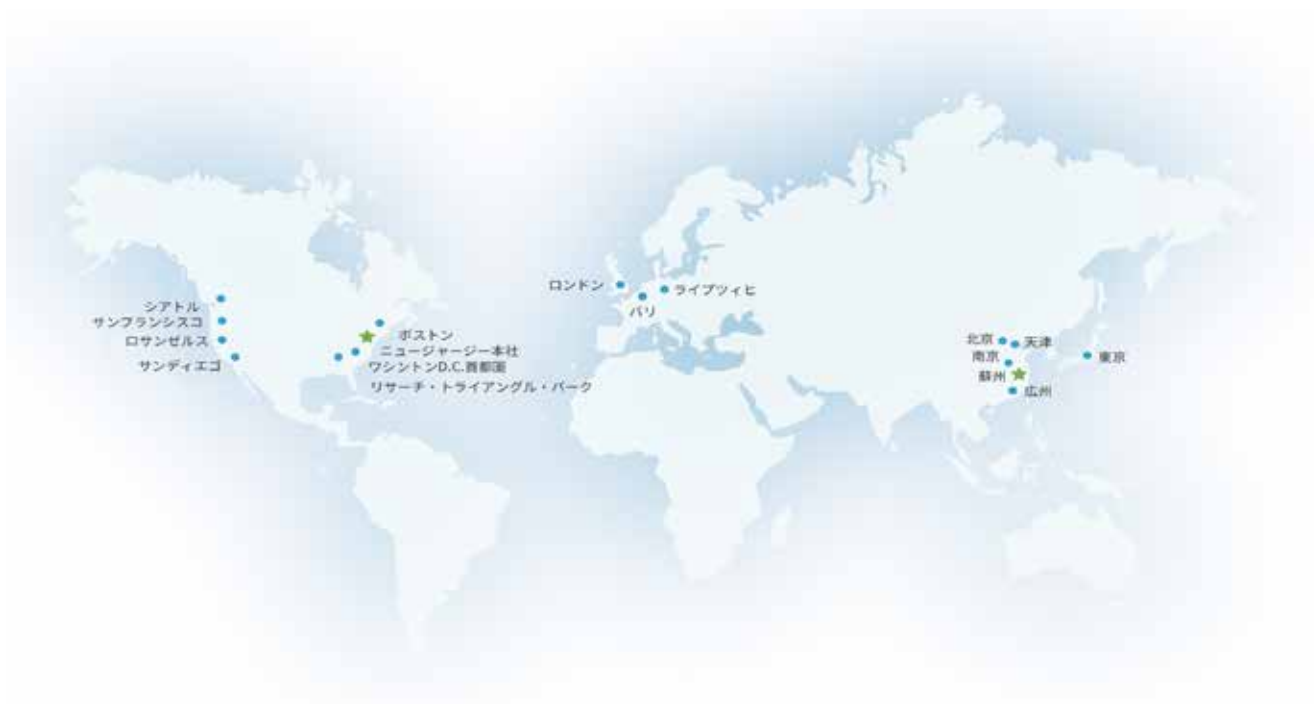 シアトル
サンフランシスコ
ロサンゼルス
サンディエゴ
ボストン
ニュージャージー本社
ワシントンD.C.首都圏
リサーチ・トライアングル・パーク
ロンドン
パリ
ライプツィヒ
北京
天津
南京
蘇州
広州
東京